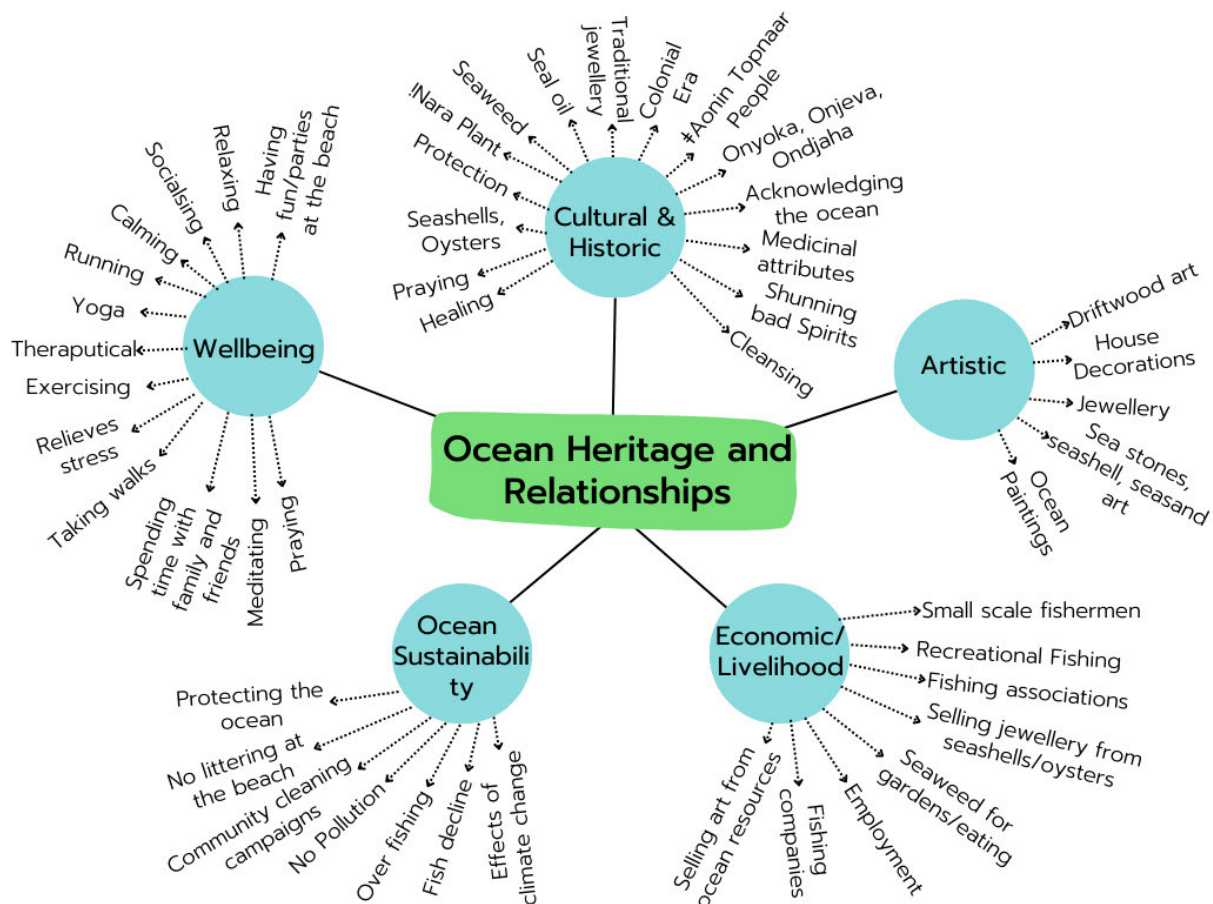 Ocean Heritage and
Relationships
Cultural &
Historic
Healing
Praying
Seashells,
Oysters
Protection
!Nara Plant
Seaweed
Seal oil
Traditional
jewellery
Colonial
Era
ǂAonin Topnaar
People
Onyoka, Onjeva,
Ondjaha
Acknowledging
the ocean
Medicinal
attributes
Shunning
bad Spirits
Cleansing
Artistic
Driftwood art
House
Decorations
Jewellery
Sea stones,
seashell, seasand
art
Ocean
Paintings
Economic/
Livelihood
Small scale fishermen
Recreational Fishing
Fishing associations
Selling jewellery from
seashells/oysters
Seaweed for
gardens/eating
Employment
Fishing
companies
Selling art from
ocean resources
Ocean
Sustainabili
ty
Effects of
climate change
Fish decline
Over fishing
No Pollution
Community cleaning
campaigns
No littering at
the beach
Protecting the
ocean
Wellbeing
Praying
Meditating
Spending
time with
family and
friends
Taking walks
Relieves
stress
Exercising
Theraputical
Yoga
Running
Calming
Socialsing
Relaxing
Having
fun/parties
at the beach